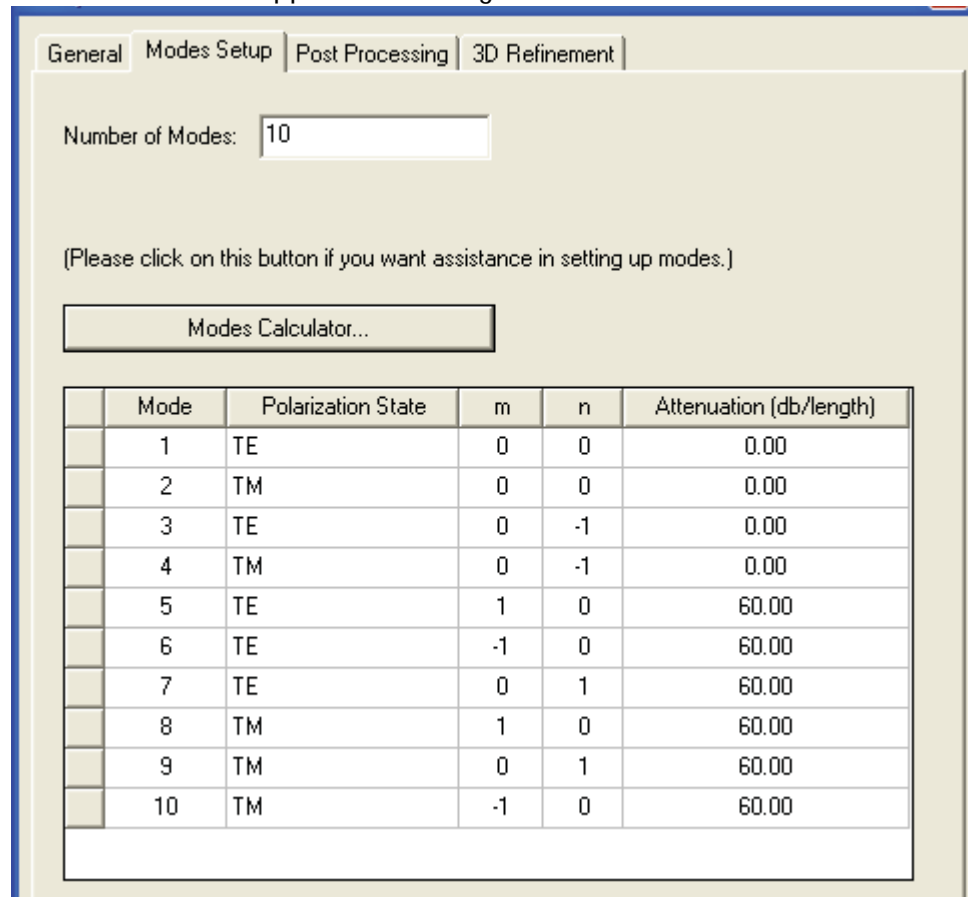 General Modes Setup Post Processing 3D Refinement
Number of Modes: 10
(Please click on this button if you want assistance in setting up modes.)
Modes Calculator...
Mode Polarization State m n Attenuation (db/length)
1 TE 0 0 0.00
2 TM 0 0 0.00
3 TE 0 -1 0.00
4 TM 0 -1 0.00
5 TE 1 0 60.00
6 TE -1 0 60.00
7 TE 0 1 60.00
8 TM 1 0 60.00
9 TM 0 1 60.00
10 TM -1 0 60.00